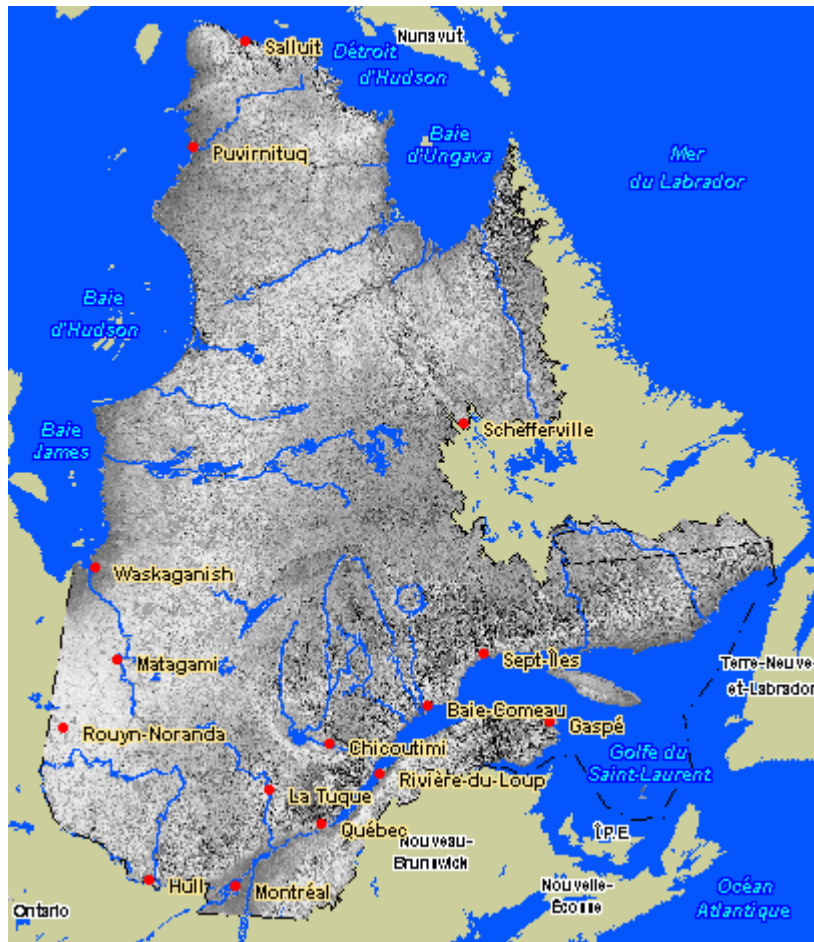 Salluit
Nunavut
Détroit
d'Hudson
Puvirnituq
Baie
d'Ungava
Mer
du Labrador
Baie
d'Hudson
Baie
James
Schefferville
Waskaganish
Matagami
Sept-Îles
Terre-Neuve-
et-Labrador
Rouyn-Noranda
Baie-Comeau
Gaspé
Chicoutimi
Golfe du
Saint-Laurent
Rivière-du-Loup
La Tuque
Québec
Nouveau-
Brunswick
Î.P.E.
Hull
Montréal
Nouvelle-
Écosse
Océan
Atlantique
Ontario